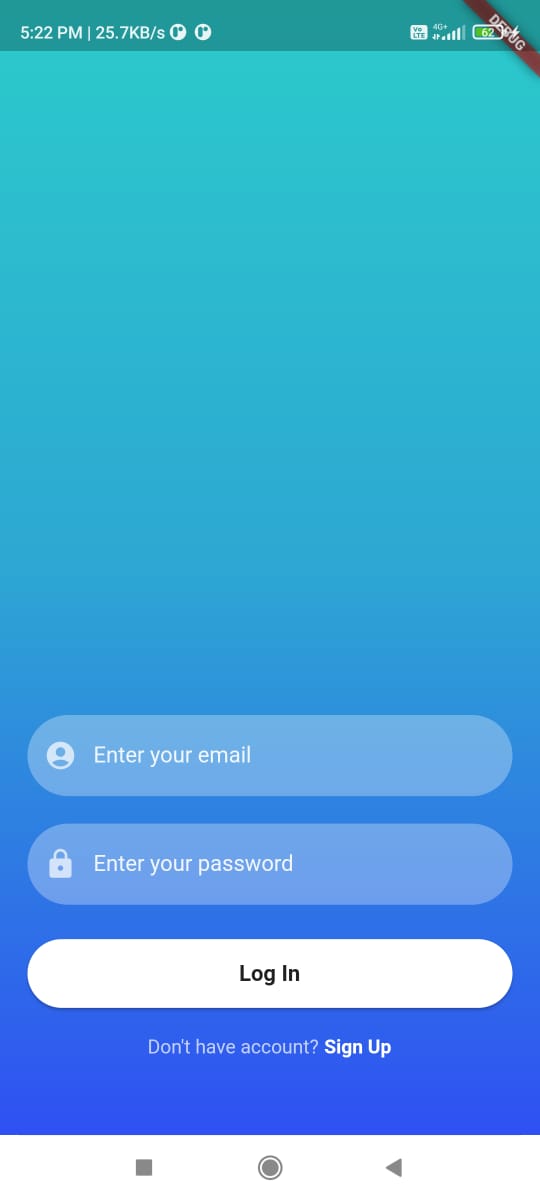 5:22 PM | 25.7KB/s
Vo LTE 4G+ 62
DEBUG
Enter your email
Enter your password
Log In
Don't have account? Sign Up